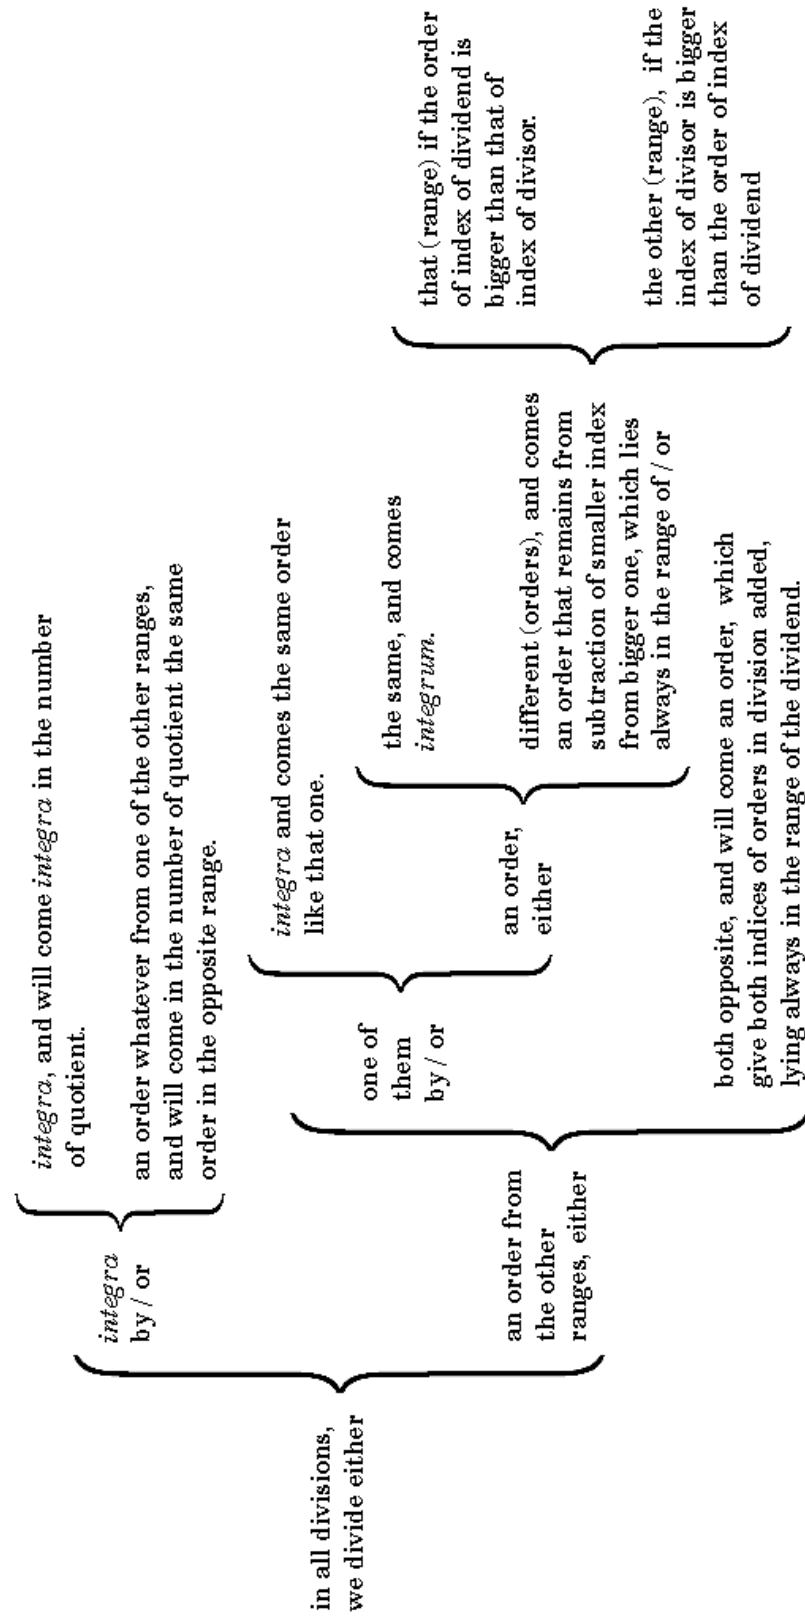 in all divisions,
we divide either
integra
by / or
integra, and will come integra in the number
of quotient.
an order whatever from one of the other ranges,
and will come in the number of quotient the same
order in the opposite range.
an order from
the other
ranges, either
one of
them
by / or
integra and comes the same order
like that one.
an order,
either
the same, and comes
integrum.
different (orders), and comes
an order that remains from
subtraction of smaller index
from bigger one, which lies
always in the range of / or
that (range) if the order
of index of dividend is
bigger than that of
index of divisor.
the other (range), if the
index of divisor is bigger
than the order of index
of dividend
both opposite, and will come an order, which
give both indices of orders in division added,
lying always in the range of the dividend.